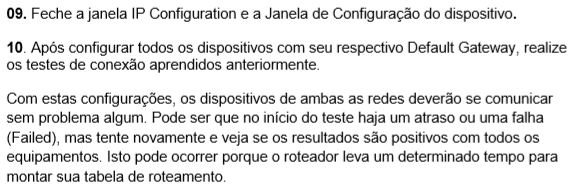 09. Feche a janela IP Configuration e a Janela de Configuração do dispositivo.
10. Após configurar todos os dispositivos com seu respectivo Default Gateway, realize
os testes de conexão aprendidos anteriormente.
Com estas configurações, os dispositivos de ambas as redes deverão se comunicar
sem problema algum. Pode ser que no início do teste haja um atraso ou uma falha
(Failed), mas tente novamente e veja se os resultados são positivos com todos os
equipamentos. Isto pode ocorrer porque o roteador leva um determinado tempo para
montar sua tabela de roteamento.